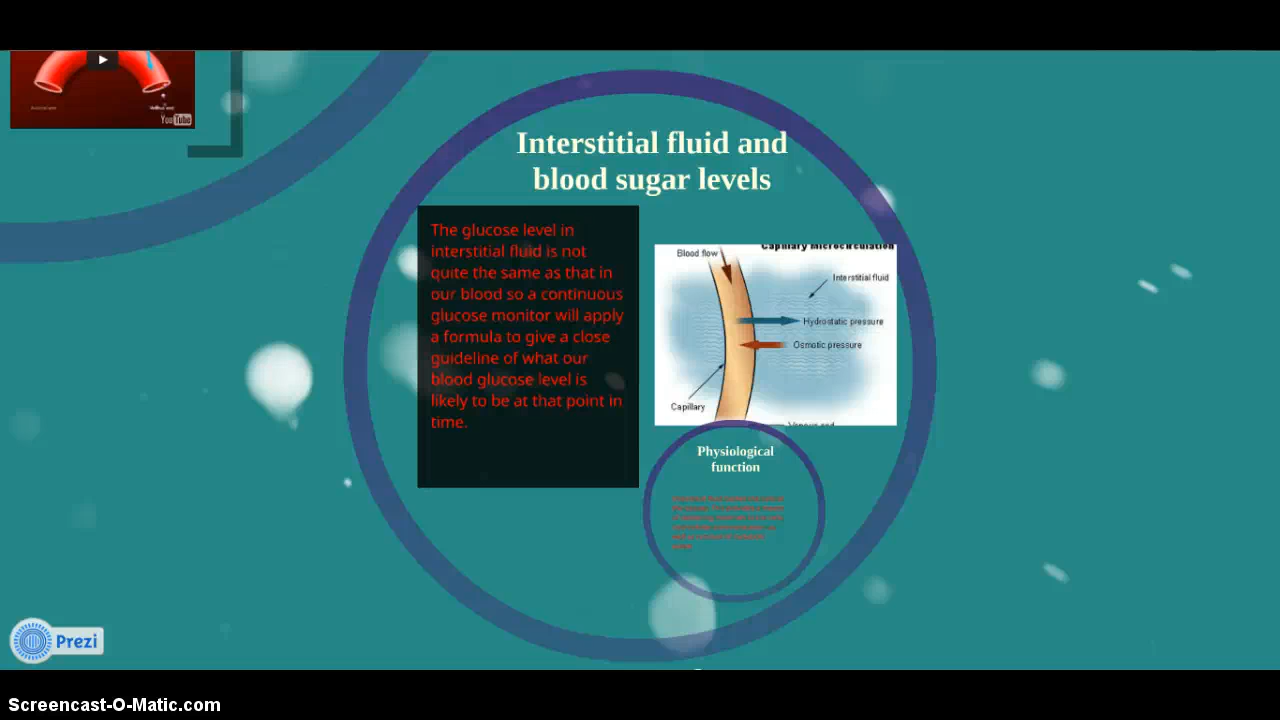 YouTube
Interstitial fluid and
blood sugar levels
The glucose level in
interstitial fluid is not
quite the same as that in
our blood so a continuous
glucose monitor will apply
a formula to give a close
guideline of what our
blood glucose level is
likely to be at that point in
time.
Capillary Microcirculation
Blood flow
Interstitial fluid
Hydrostatic pressure
Osmotic pressure
Capillary
Venous end
Physiological
function
Prezi
Screencast-O-Matic.com